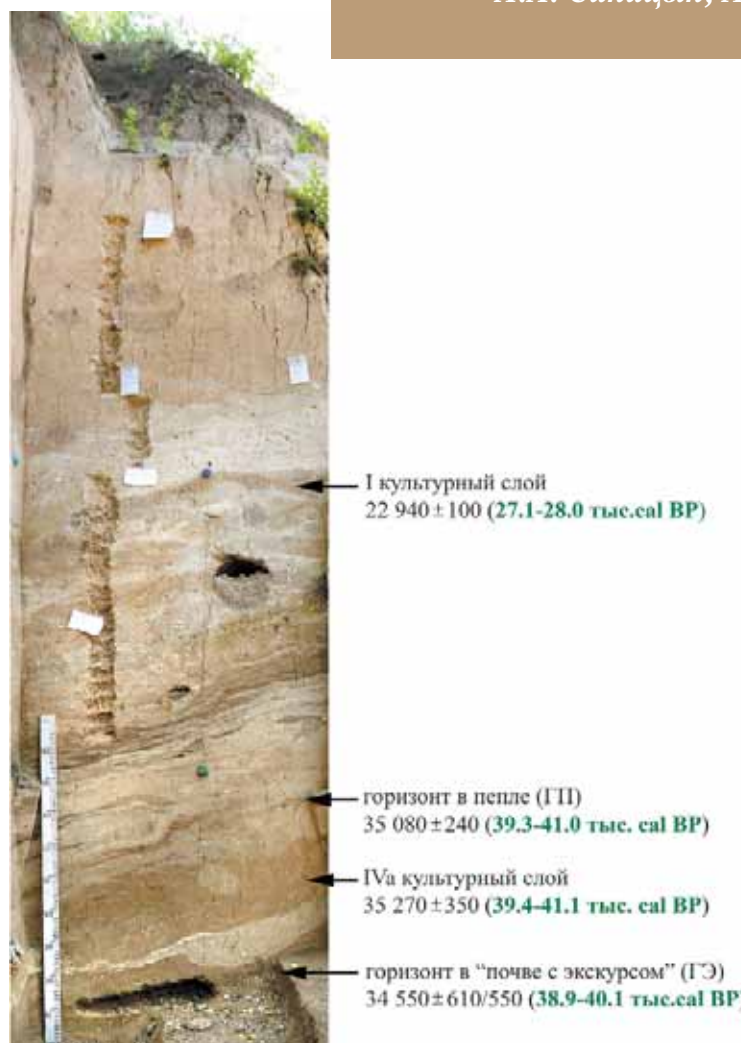 I культурный слой
22 940±100 (27.1-28.0 тыс.cal BP)
горизонт в пепле (ГП)
35 080±240 (39.3-41.0 тыс. cal BP)
IVa культурный слой
35 270±350 (39.4-41.1 тыс. cal BP)
горизонт в “почве с экскурсом” (ГЭ)
34 550±610/550 (38.9-40.1 тыс.cal BP)